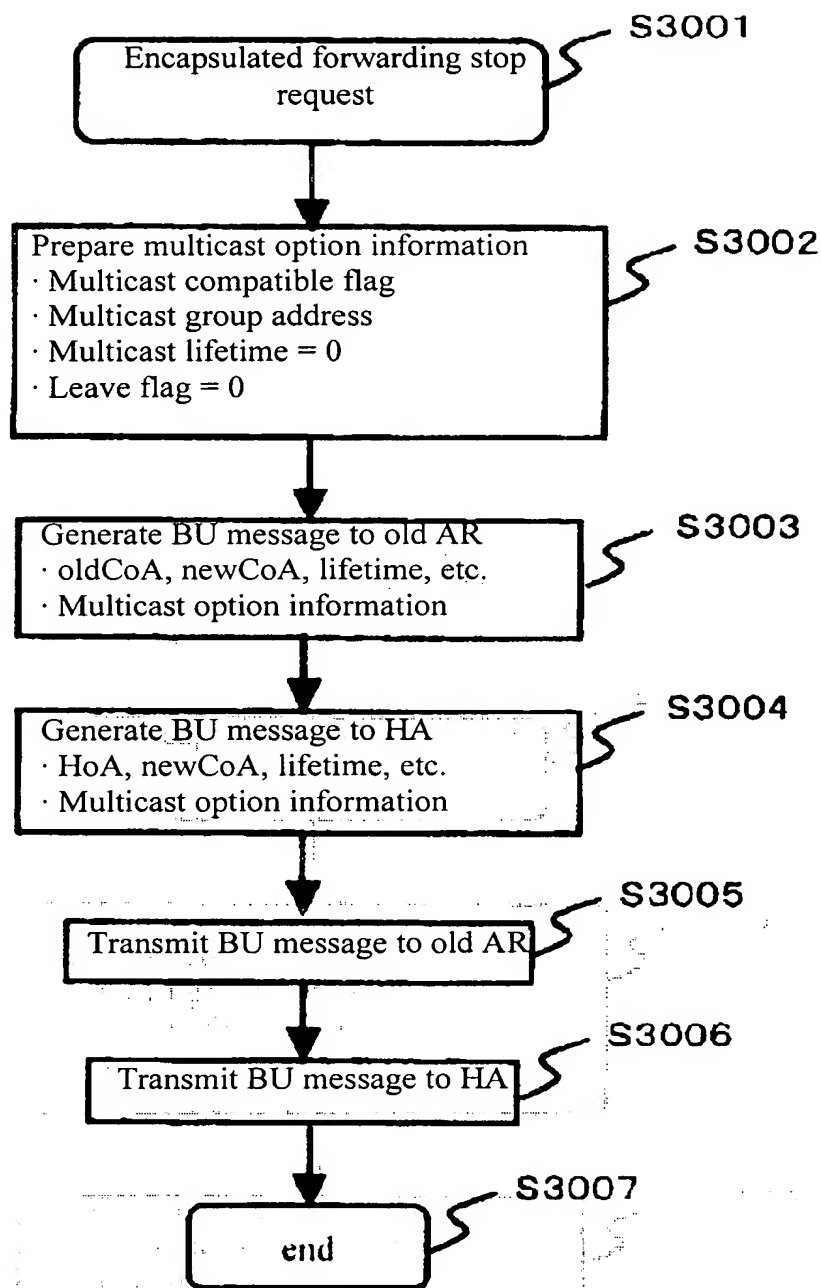 S3001
Encapsulated forwarding stop
request
S3002
Prepare multicast option information
· Multicast compatible flag
· Multicast group address
· Multicast lifetime = 0
· Leave flag = 0
S3003
Generate BU message to old AR
· oldCoA, newCoA, lifetime, etc.
· Multicast option information
S3004
Generate BU message to HA
· HoA, newCoA, lifetime, etc.
· Multicast option information
S3005
Transmit BU message to old AR
S3006
Transmit BU message to HA
S3007
end